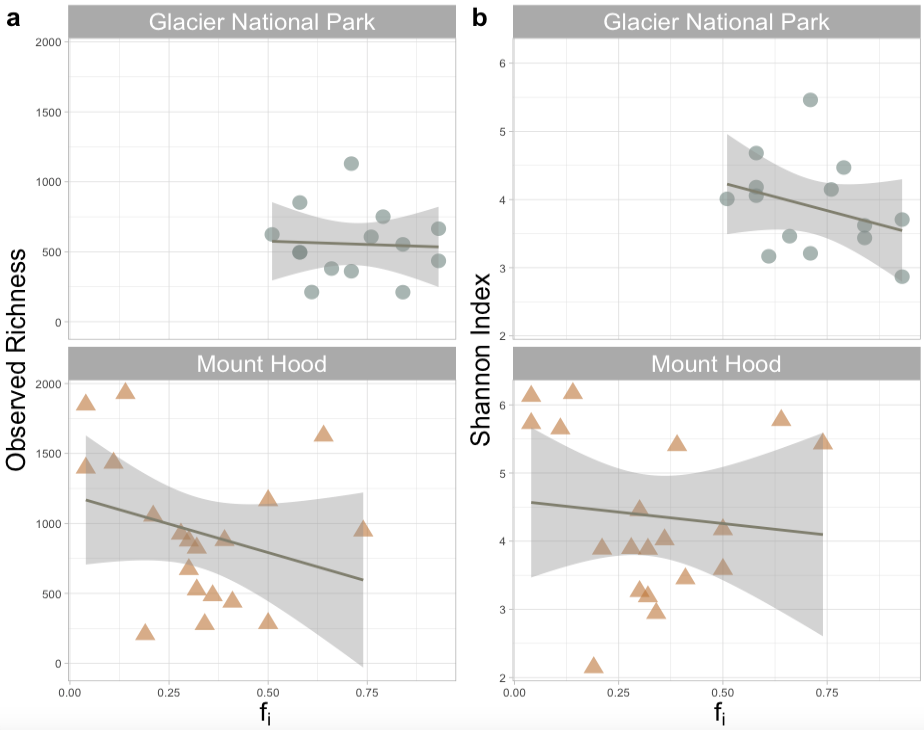 a
Glacier National Park
b
Glacier National Park
Observed Richness
2000
1500
1000
500
0
Shannon Index
6
5
4
3
2
Mount Hood
Mount Hood
2000
1500
1000
500
0
6
5
4
3
2
0.00 0.25 0.50 0.75
0.00 0.25 0.50 0.75
fi
fi